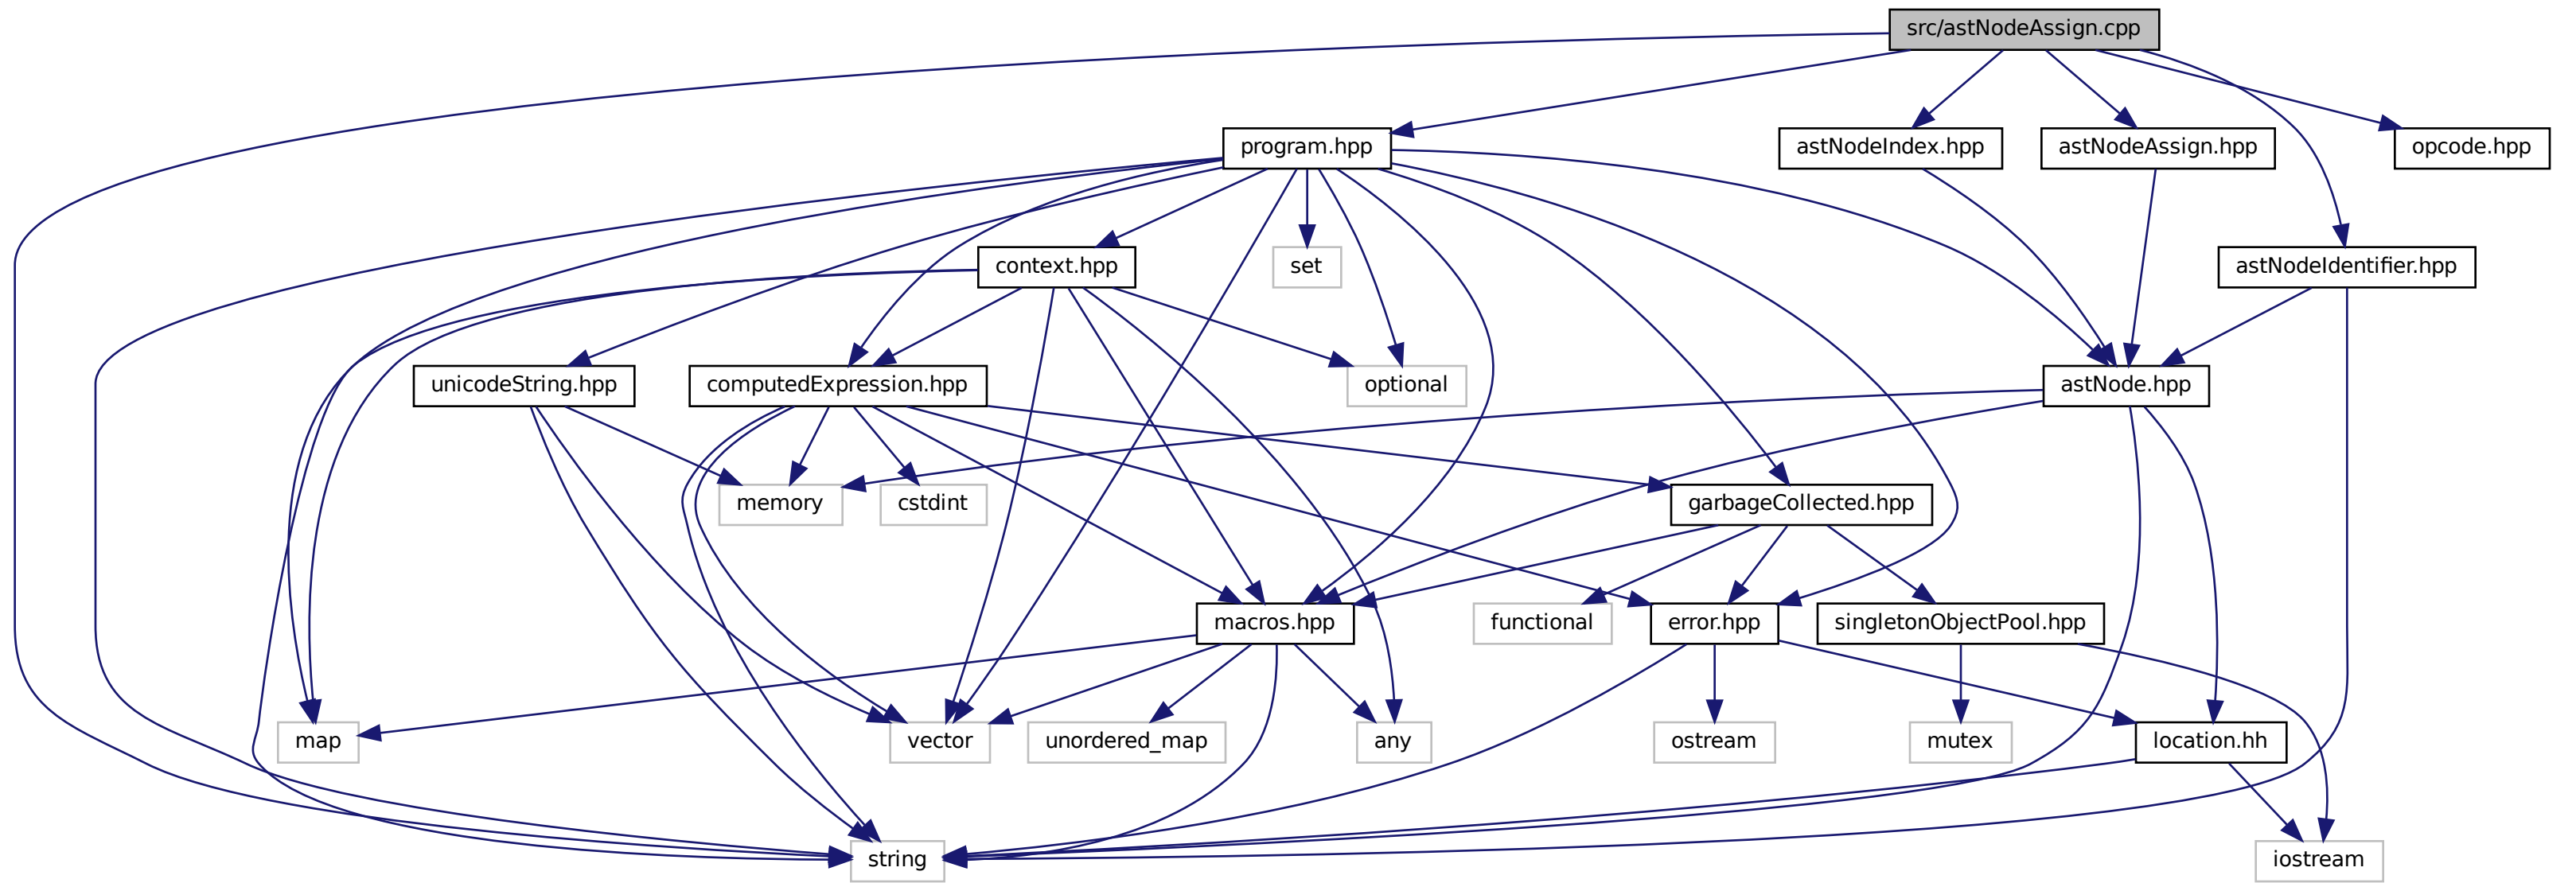 src/astNodeAssign.cpp
program.hpp
astNodeIndex.hpp
astNodeAssign.hpp
opcode.hpp
context.hpp
set
astNodeIdentifier.hpp
unicodeString.hpp
computedExpression.hpp
optional
astNode.hpp
memory
cstdint
garbageCollected.hpp
macros.hpp
functional
error.hpp
singletonObjectPool.hpp
map
vector
unordered_map
any
ostream
mutex
location.hh
string
iostream